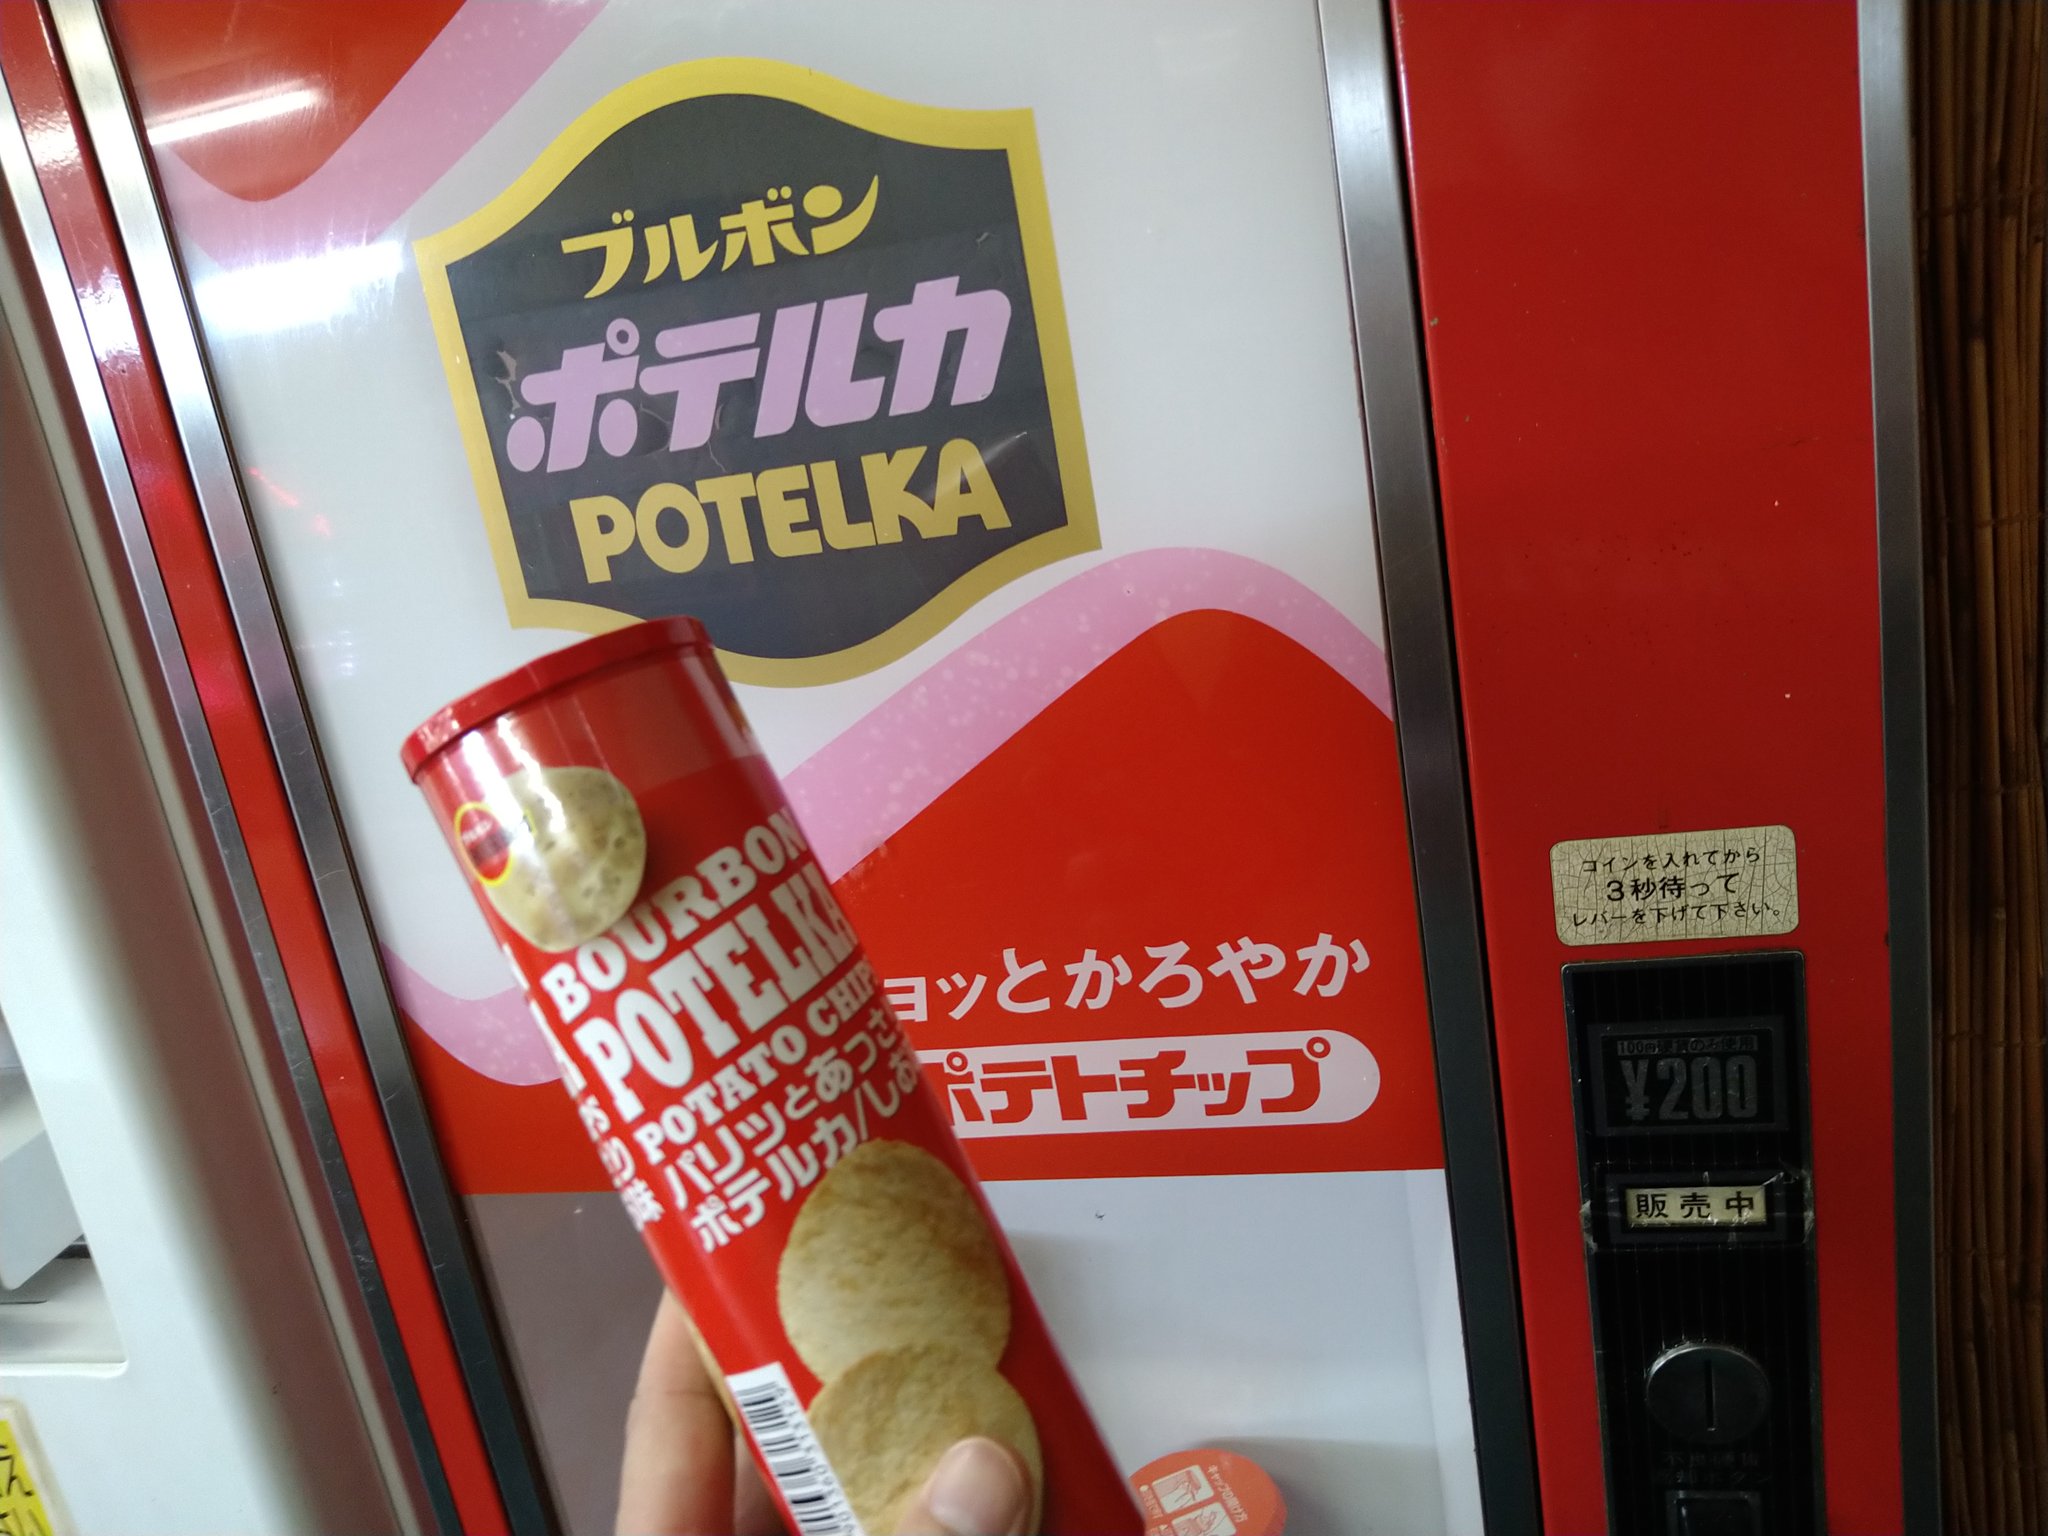 ブルボン
ポテルカ
POTELKA
ョッとかろやか
ポテトチップ
BOURBON
POTELKA
POTATO CHIP
パリッとあっさ
ポテルカ/しお
コインを入れてから
3秒待って
レバーを下げて下さい。
¥200
販売中